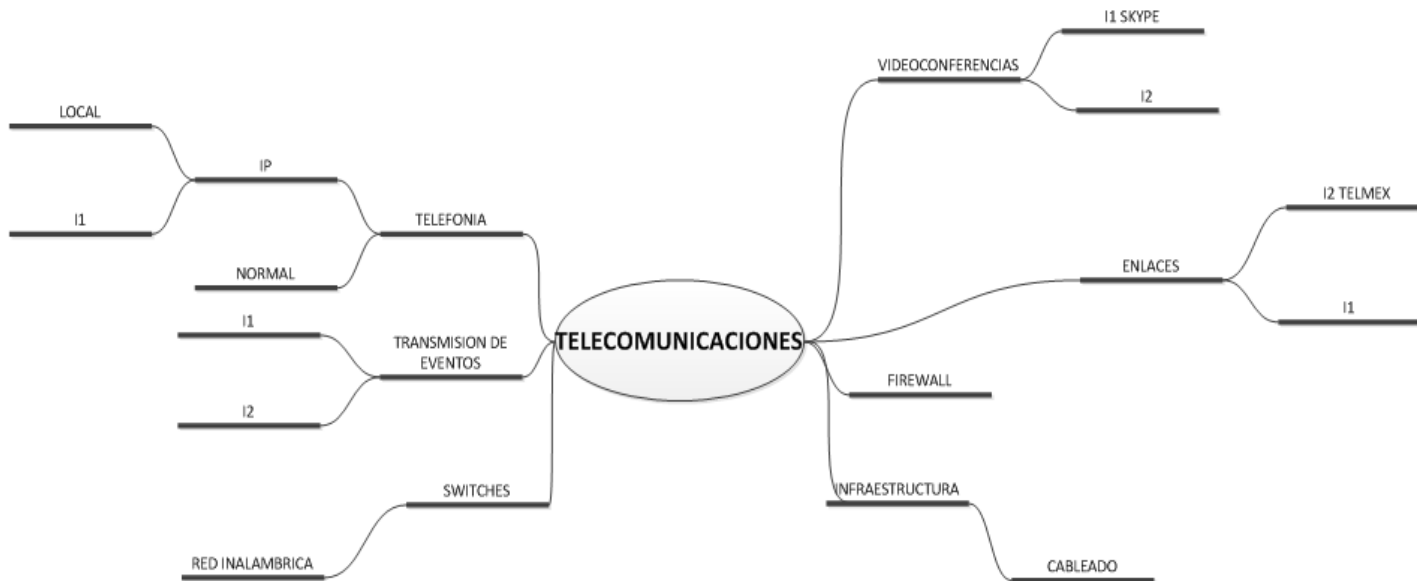 I1 SKYPE
VIDEOCONFERENCIAS
I2
LOCAL
IP
I1
TELEFONIA
NORMAL
I1
TRANSMISION DE
EVENTOS
I2
SWITCHES
RED INALAMBRICA
TELECOMUNICACIONES
I2 TELMEX
ENLACES
I1
FIREWALL
INFRAESTRUCTURA
CABLEADO